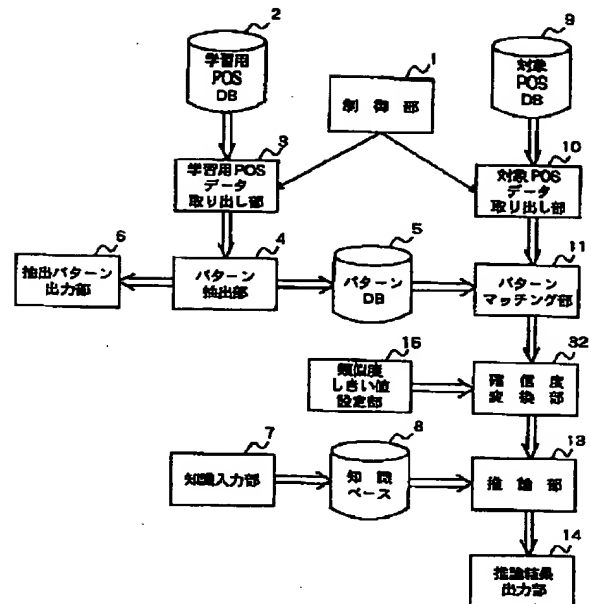 2
学習用
POS
DB
1
制御部
9
対象
POS
DB
3
学習用POS
データ
取り出し部
10
対象POS
データ
取り出し部
6
抽出パターン
出力部
4
パターン
抽出部
5
パターン
DB
11
パターン
マッチング部
15
類似度
しきい値
設定部
32
確信度
変換部
7
知識入力部
8
知識
ベース
13
推論部
14
推論結果
出力部